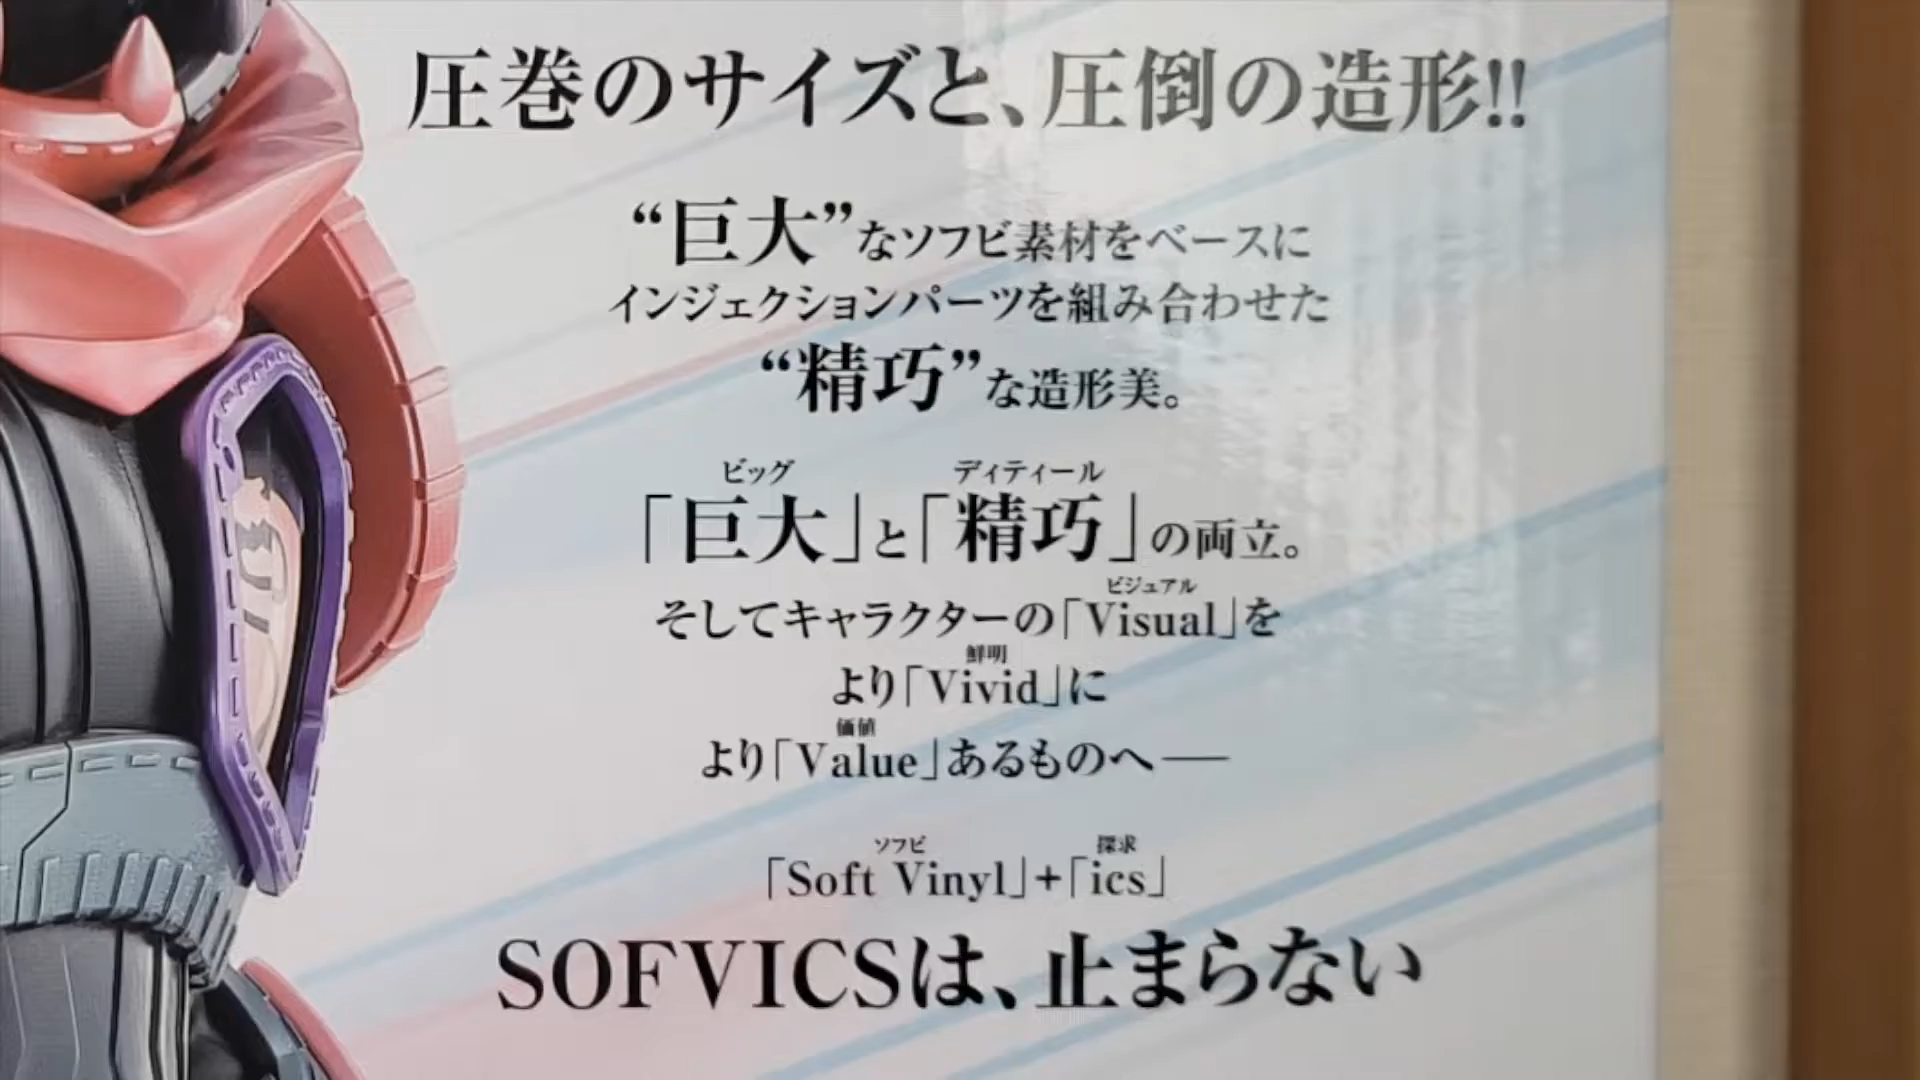 圧巻のサイズと、圧倒の造形!!
“巨大”なソフビ素材をベースに
インジェクションパーツを組み合わせた
“精巧”な造形美。
ビッグ ディティール
「巨大」と「精巧」の両立。
ビジュアル
そしてキャラクターの「Visual」を
鮮明
より「Vivid」に
価値
より「Value」あるものへ──
ソフビ 探求
「Soft Vinyl」+「ics」
SOFVICSは、止まらない